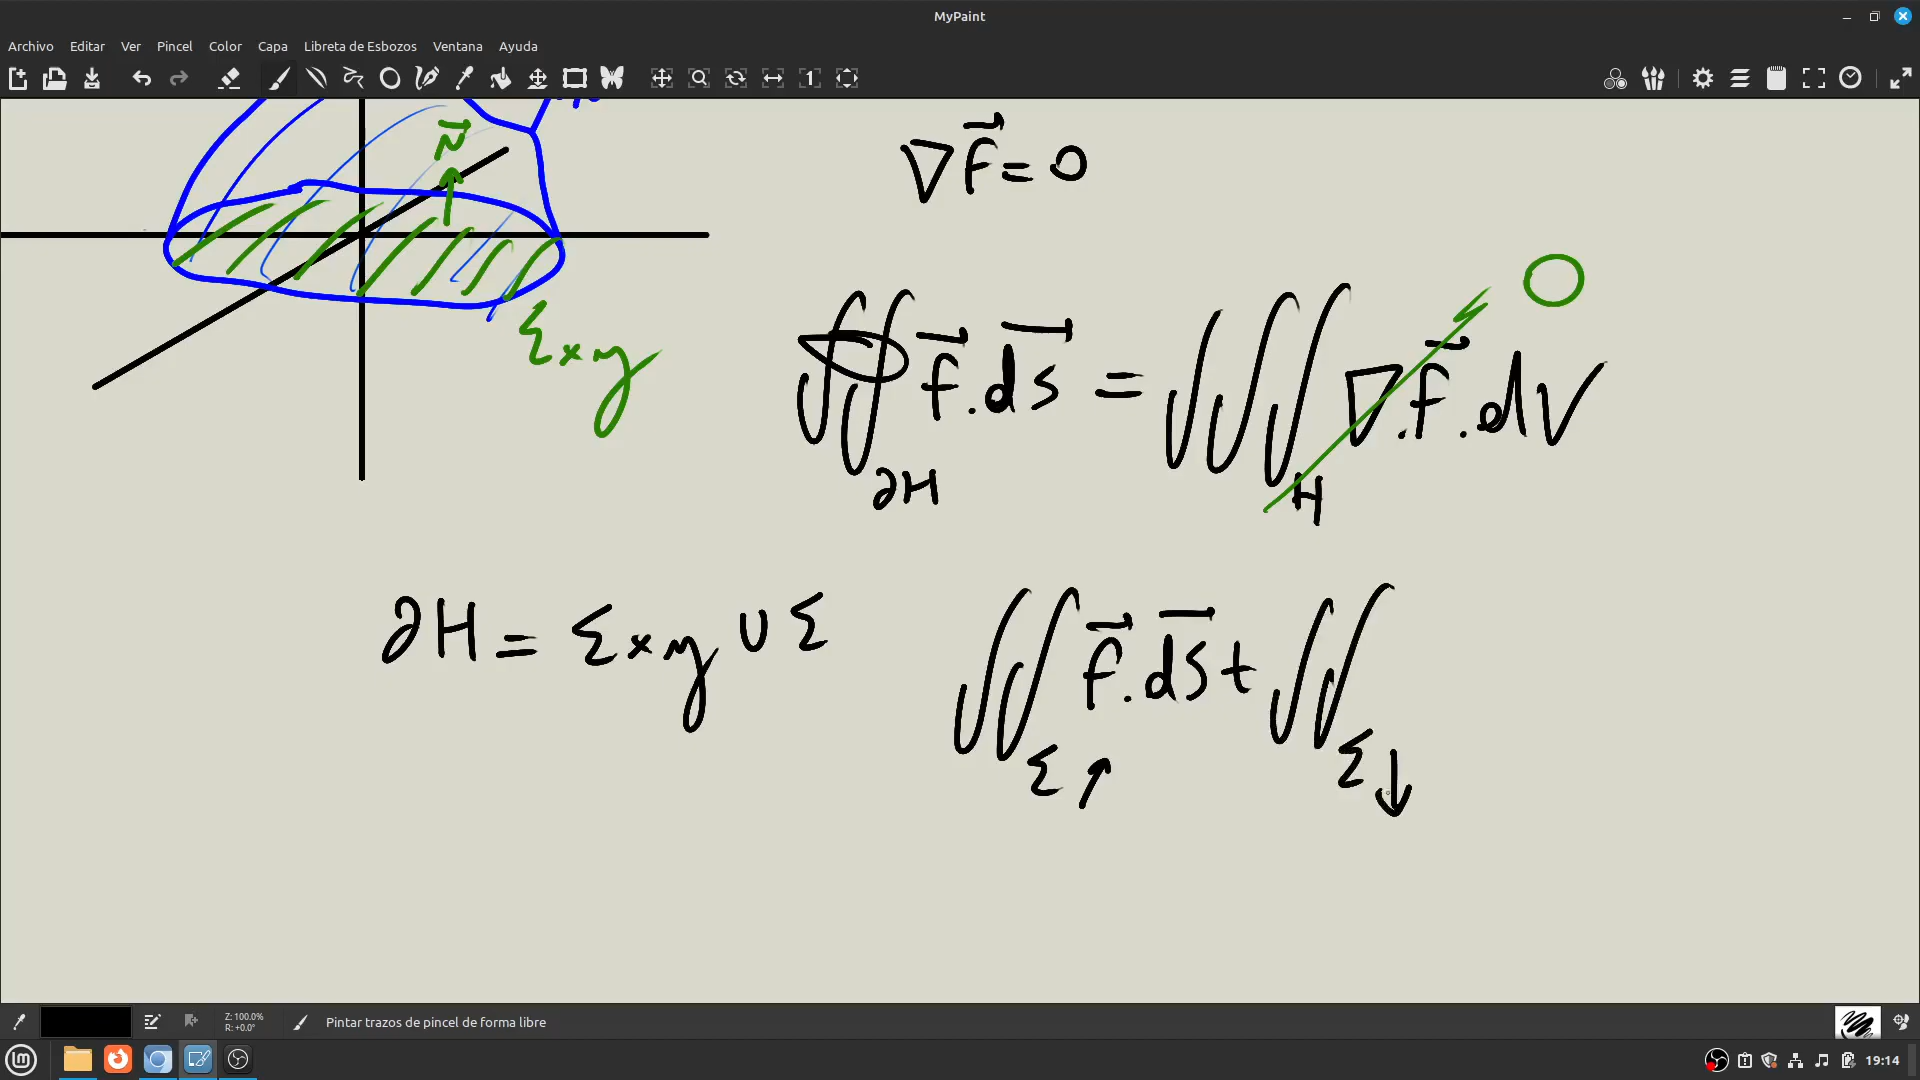 MyPaint
Archivo Editar Ver Pincel Color Capa Libreta de Esbozos Ventana Ayuda
N⃗
∇F⃗ = 0
Σxy
0
∬∂H f⃗.ds⃗ = ∭H ∇.f⃗.dV
∂H = Σxy ∪ Σ
∬Σ↑ f⃗.dS⃗ + ∬Σ↓
Z: 100.0%
R: +0.0°
Pintar trazos de pincel de forma libre
19:14